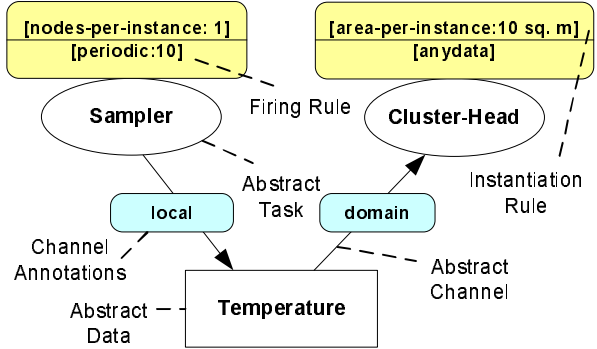 [nodes-per-instance: 1]
[periodic:10]
[area-per-instance:10 sq. m]
[anydata]
Sampler
Firing Rule
Cluster-Head
Abstract
Task
Instantiation
Rule
local
domain
Channel
Annotations
Abstract
Channel
Temperature
Abstract
Data